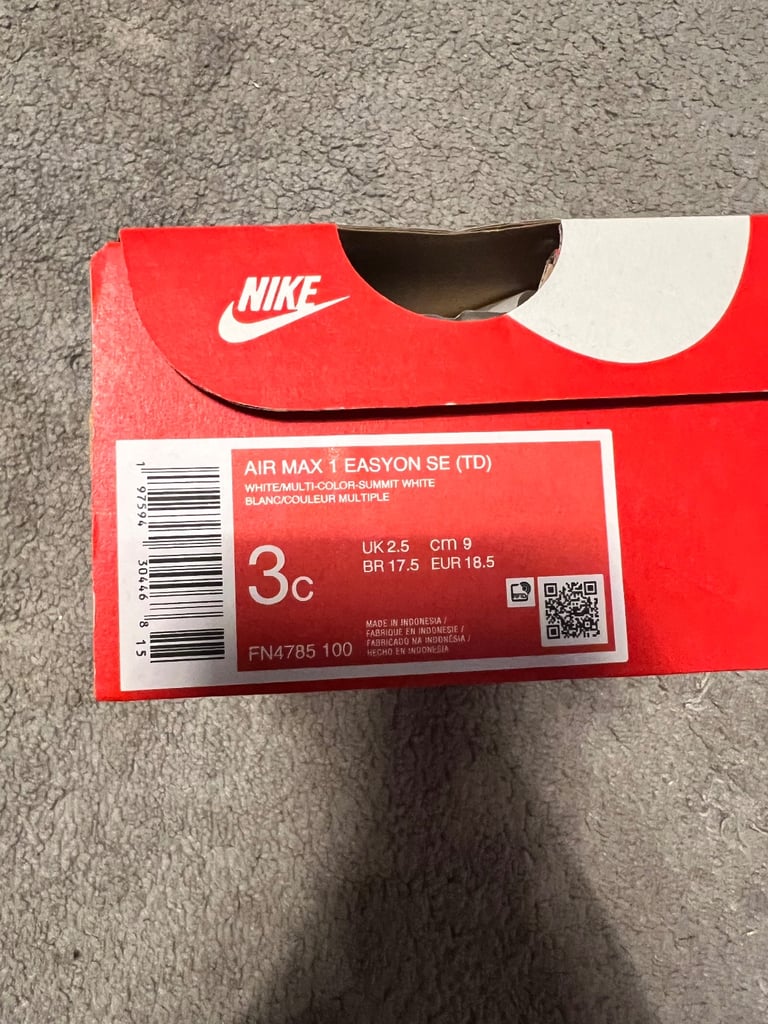 NIKE
AIR MAX 1 EASYON SE (TD)
WHITE/MULTI-COLOR-SUMMIT WHITE
BLANC/COULEUR MULTIPLE
3C
UK 2.5 cm 9
BR 17.5 EUR 18.5
FN4785 100
MADE IN INDONESIA /
FABRIQUE EN INDONESIE /
FABRICADO NA INDONÉSIA /
HECHO EN INDONESIA
1 97594 30446 8 15